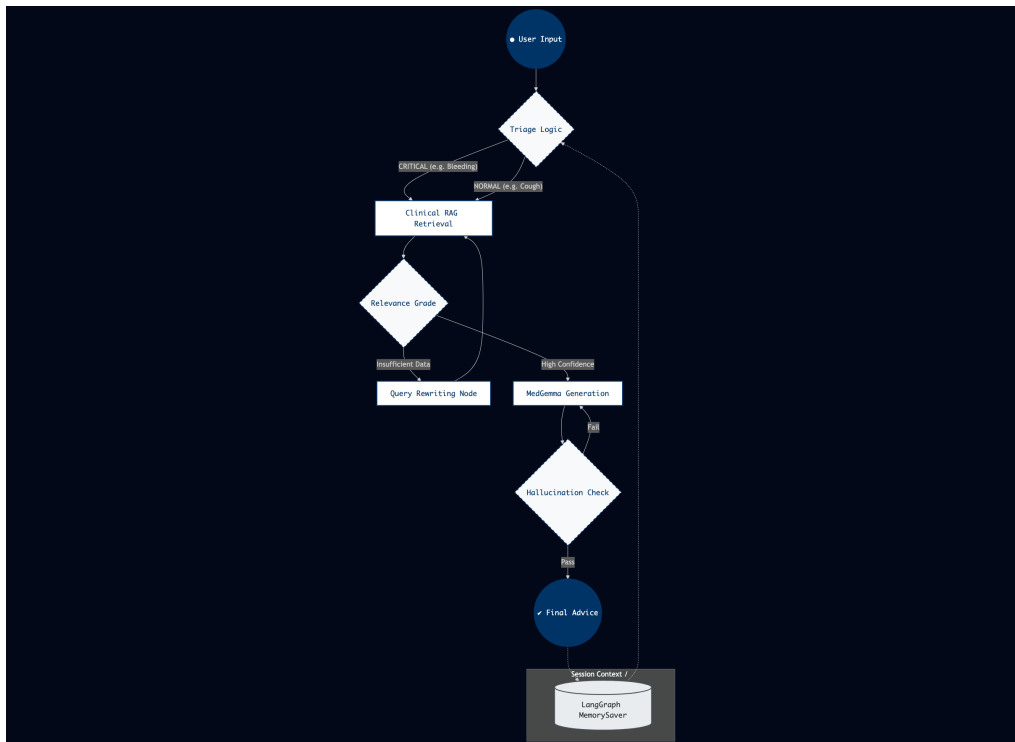 ● User Input
Triage Logic
CRITICAL (e.g. Bleeding)
NORMAL (e.g. Cough)
Clinical RAG
Retrieval
Relevance Grade
Insufficient Data
High Confidence
Query Rewriting Node
MedGemma Generation
Fail
Hallucination Check
Pass
✔ Final Advice
Session Context /
LangGraph
MemorySaver